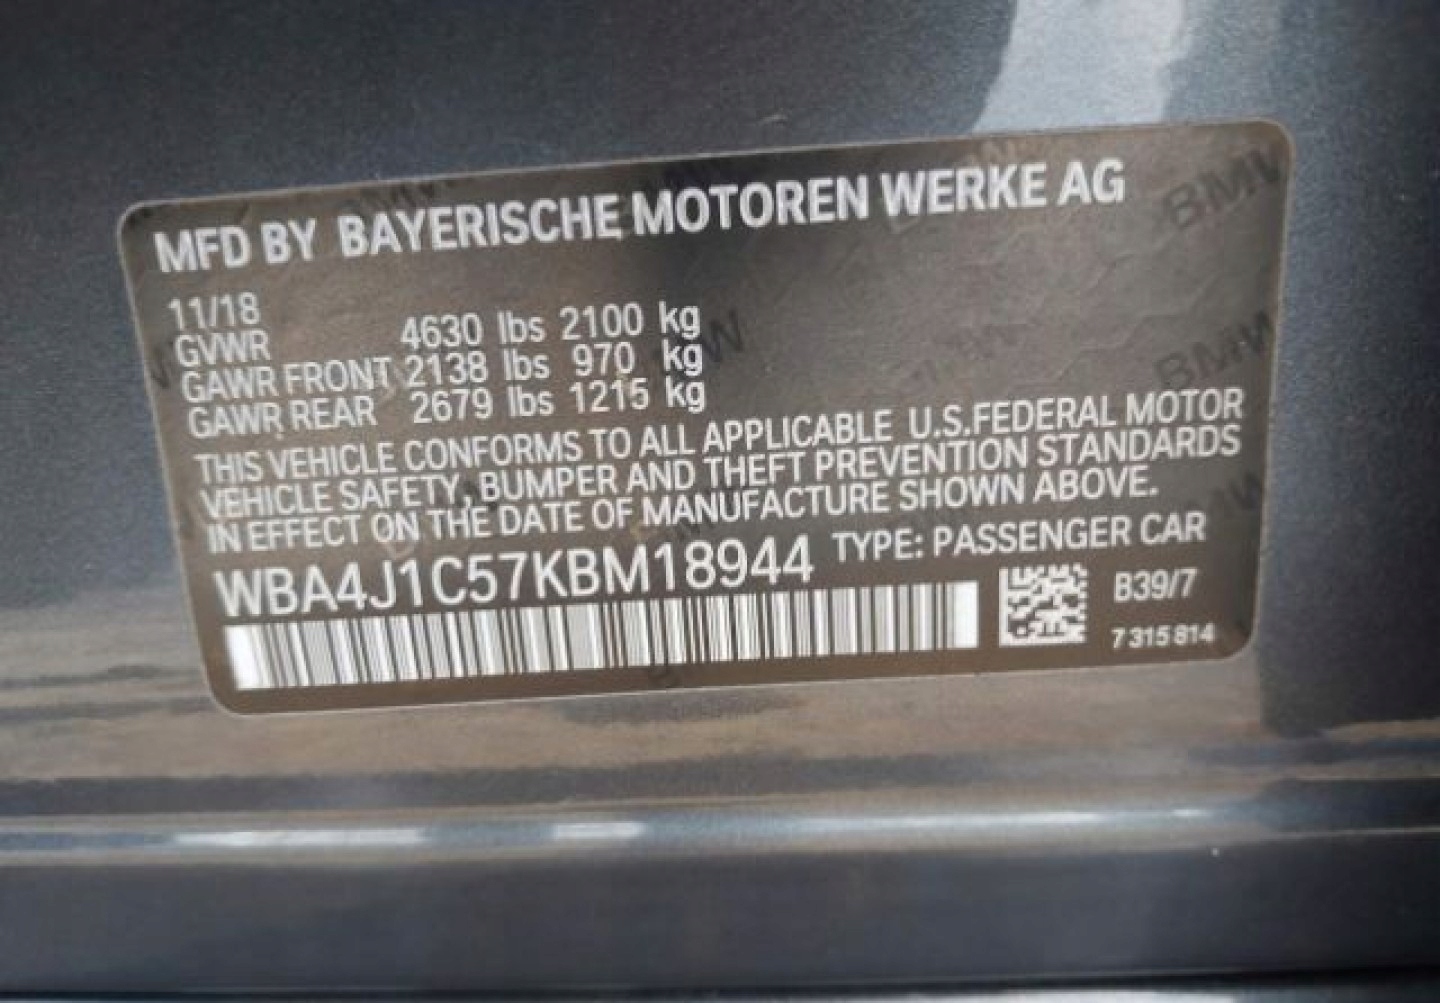 MFD BY BAYERISCHE MOTOREN WERKE AG
11/18
GVWR 4630 lbs 2100 kg
GAWR FRONT 2138 lbs 970 kg
GAWR REAR 2679 lbs 1215 kg
THIS VEHICLE CONFORMS TO ALL APPLICABLE U.S.FEDERAL MOTOR
VEHICLE SAFETY, BUMPER AND THEFT PREVENTION STANDARDS
IN EFFECT ON THE DATE OF MANUFACTURE SHOWN ABOVE.
WBA4J1C57KBM18944 TYPE: PASSENGER CAR
B39/7
7 315 814